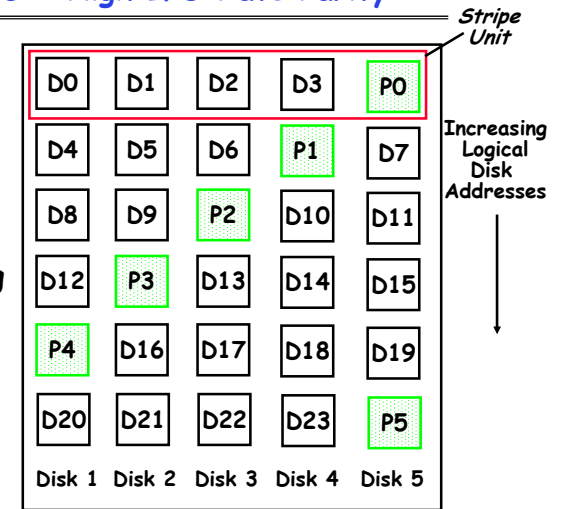 Stripe
Unit
D0 D1 D2 D3 P0
D4 D5 D6 P1 D7
D8 D9 P2 D10 D11
D12 P3 D13 D14 D15
P4 D16 D17 D18 D19
D20 D21 D22 D23 P5
Disk 1 Disk 2 Disk 3 Disk 4 Disk 5
Increasing
Logical
Disk
Addresses